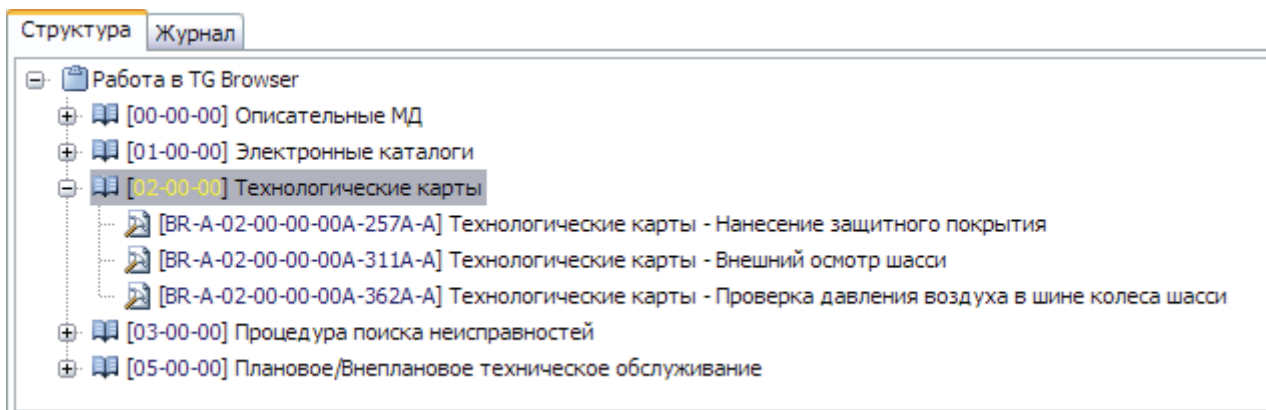 Структура Журнал
Работа в TG Browser
[00-00-00] Описательные МД
[01-00-00] Электронные каталоги
[02-00-00] Технологические карты
[BR-A-02-00-00-00A-257A-A] Технологические карты - Нанесение защитного покрытия
[BR-A-02-00-00-00A-311A-A] Технологические карты - Внешний осмотр шасси
[BR-A-02-00-00-00A-362A-A] Технологические карты - Проверка давления воздуха в шине колеса шасси
[03-00-00] Процедура поиска неисправностей
[05-00-00] Плановое/Внеплановое техническое обслуживание